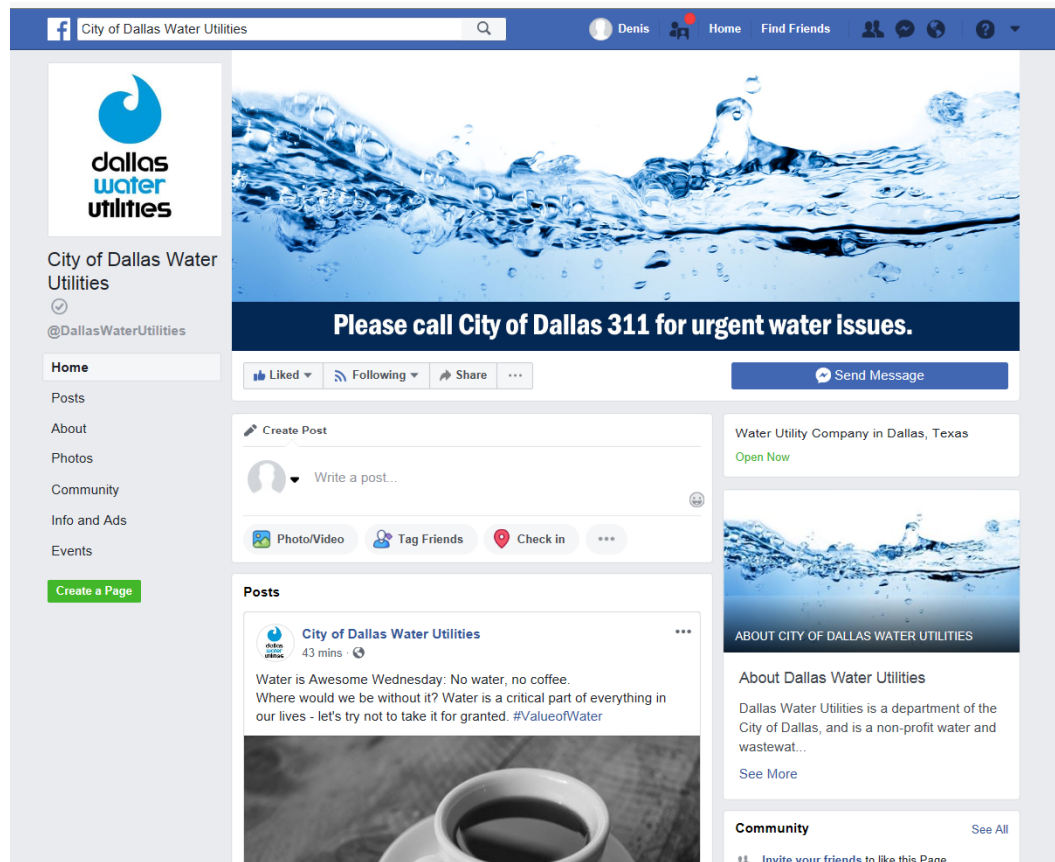 City of Dallas Water Utilities
Denis
Home
Find Friends
dallas
water
utilities
City of Dallas Water
Utilities
@DallasWaterUtilities
Home
Posts
About
Photos
Community
Info and Ads
Events
Create a Page
Please call City of Dallas 311 for urgent water issues.
Liked
Following
Share
Send Message
Create Post
Write a post...
Photo/Video
Tag Friends
Check in
Posts
dallas
water
utilities
City of Dallas Water Utilities
43 mins ·
Water is Awesome Wednesday: No water, no coffee.
Where would we be without it? Water is a critical part of everything in
our lives - let's try not to take it for granted. #ValueofWater
Water Utility Company in Dallas, Texas
Open Now
ABOUT CITY OF DALLAS WATER UTILITIES
About Dallas Water Utilities
Dallas Water Utilities is a department of the
City of Dallas, and is a non-profit water and
wastewat...
See More
Community
See All
Invite your friends to like this Page